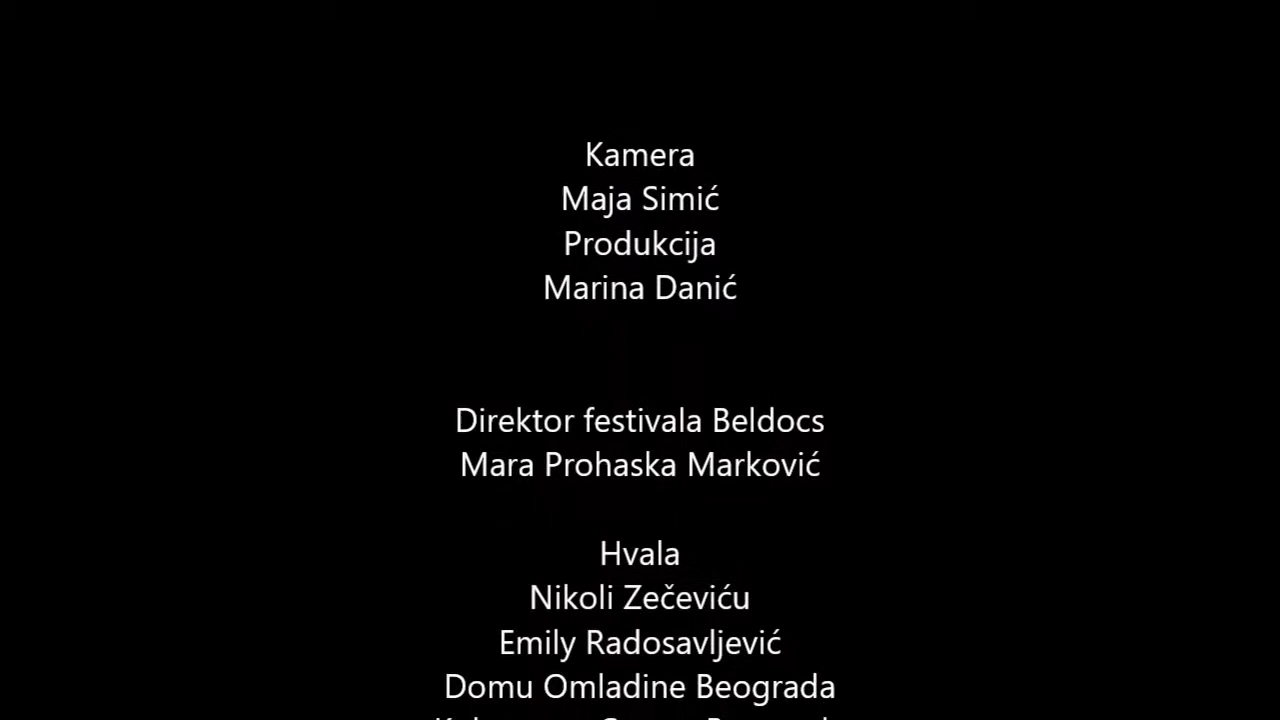 Kamera
Maja Simić
Produkcija
Marina Danić
Direktor festivala Beldocs
Mara Prohaska Marković
Hvala
Nikoli Zečeviću
Emily Radosavljević
Domu Omladine Beograda